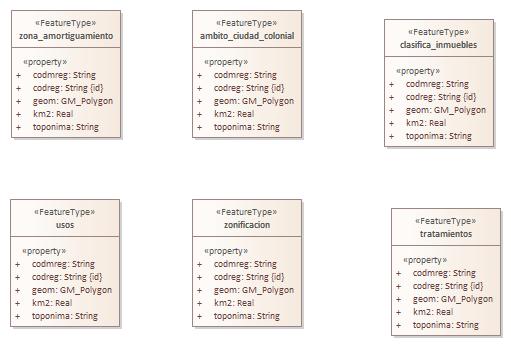 «FeatureType»
zona_amortiguamiento
«property»
+ codmreg: String
+ codreg: String {id}
+ geom: GM_Polygon
+ km2: Real
+ toponima: String
«FeatureType»
ambito_ciudad_colonial
«property»
+ codmreg: String
+ codreg: String {id}
+ geom: GM_Polygon
+ km2: Real
+ toponima: String
«FeatureType»
clasifica_inmuebles
«property»
+ codmreg: String
+ codreg: String {id}
+ geom: GM_Polygon
+ km2: Real
+ toponima: String
«FeatureType»
usos
«property»
+ codmreg: String
+ codreg: String {id}
+ geom: GM_Polygon
+ km2: Real
+ toponima: String
«FeatureType»
zonificacion
«property»
+ codmreg: String
+ codreg: String {id}
+ geom: GM_Polygon
+ km2: Real
+ toponima: String
«FeatureType»
tratamientos
«property»
+ codmreg: String
+ codreg: String {id}
+ geom: GM_Polygon
+ km2: Real
+ toponima: String